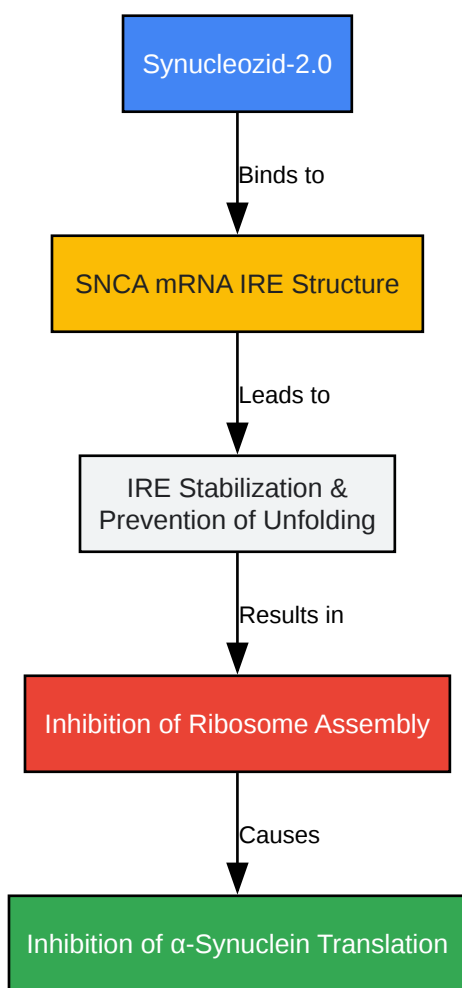 Synucleozid-2.0
Binds to
SNCA mRNA IRE Structure
Leads to
IRE Stabilization &
Prevention of Unfolding
Results in
Inhibition of Ribosome Assembly
Causes
Inhibition of α-Synuclein Translation